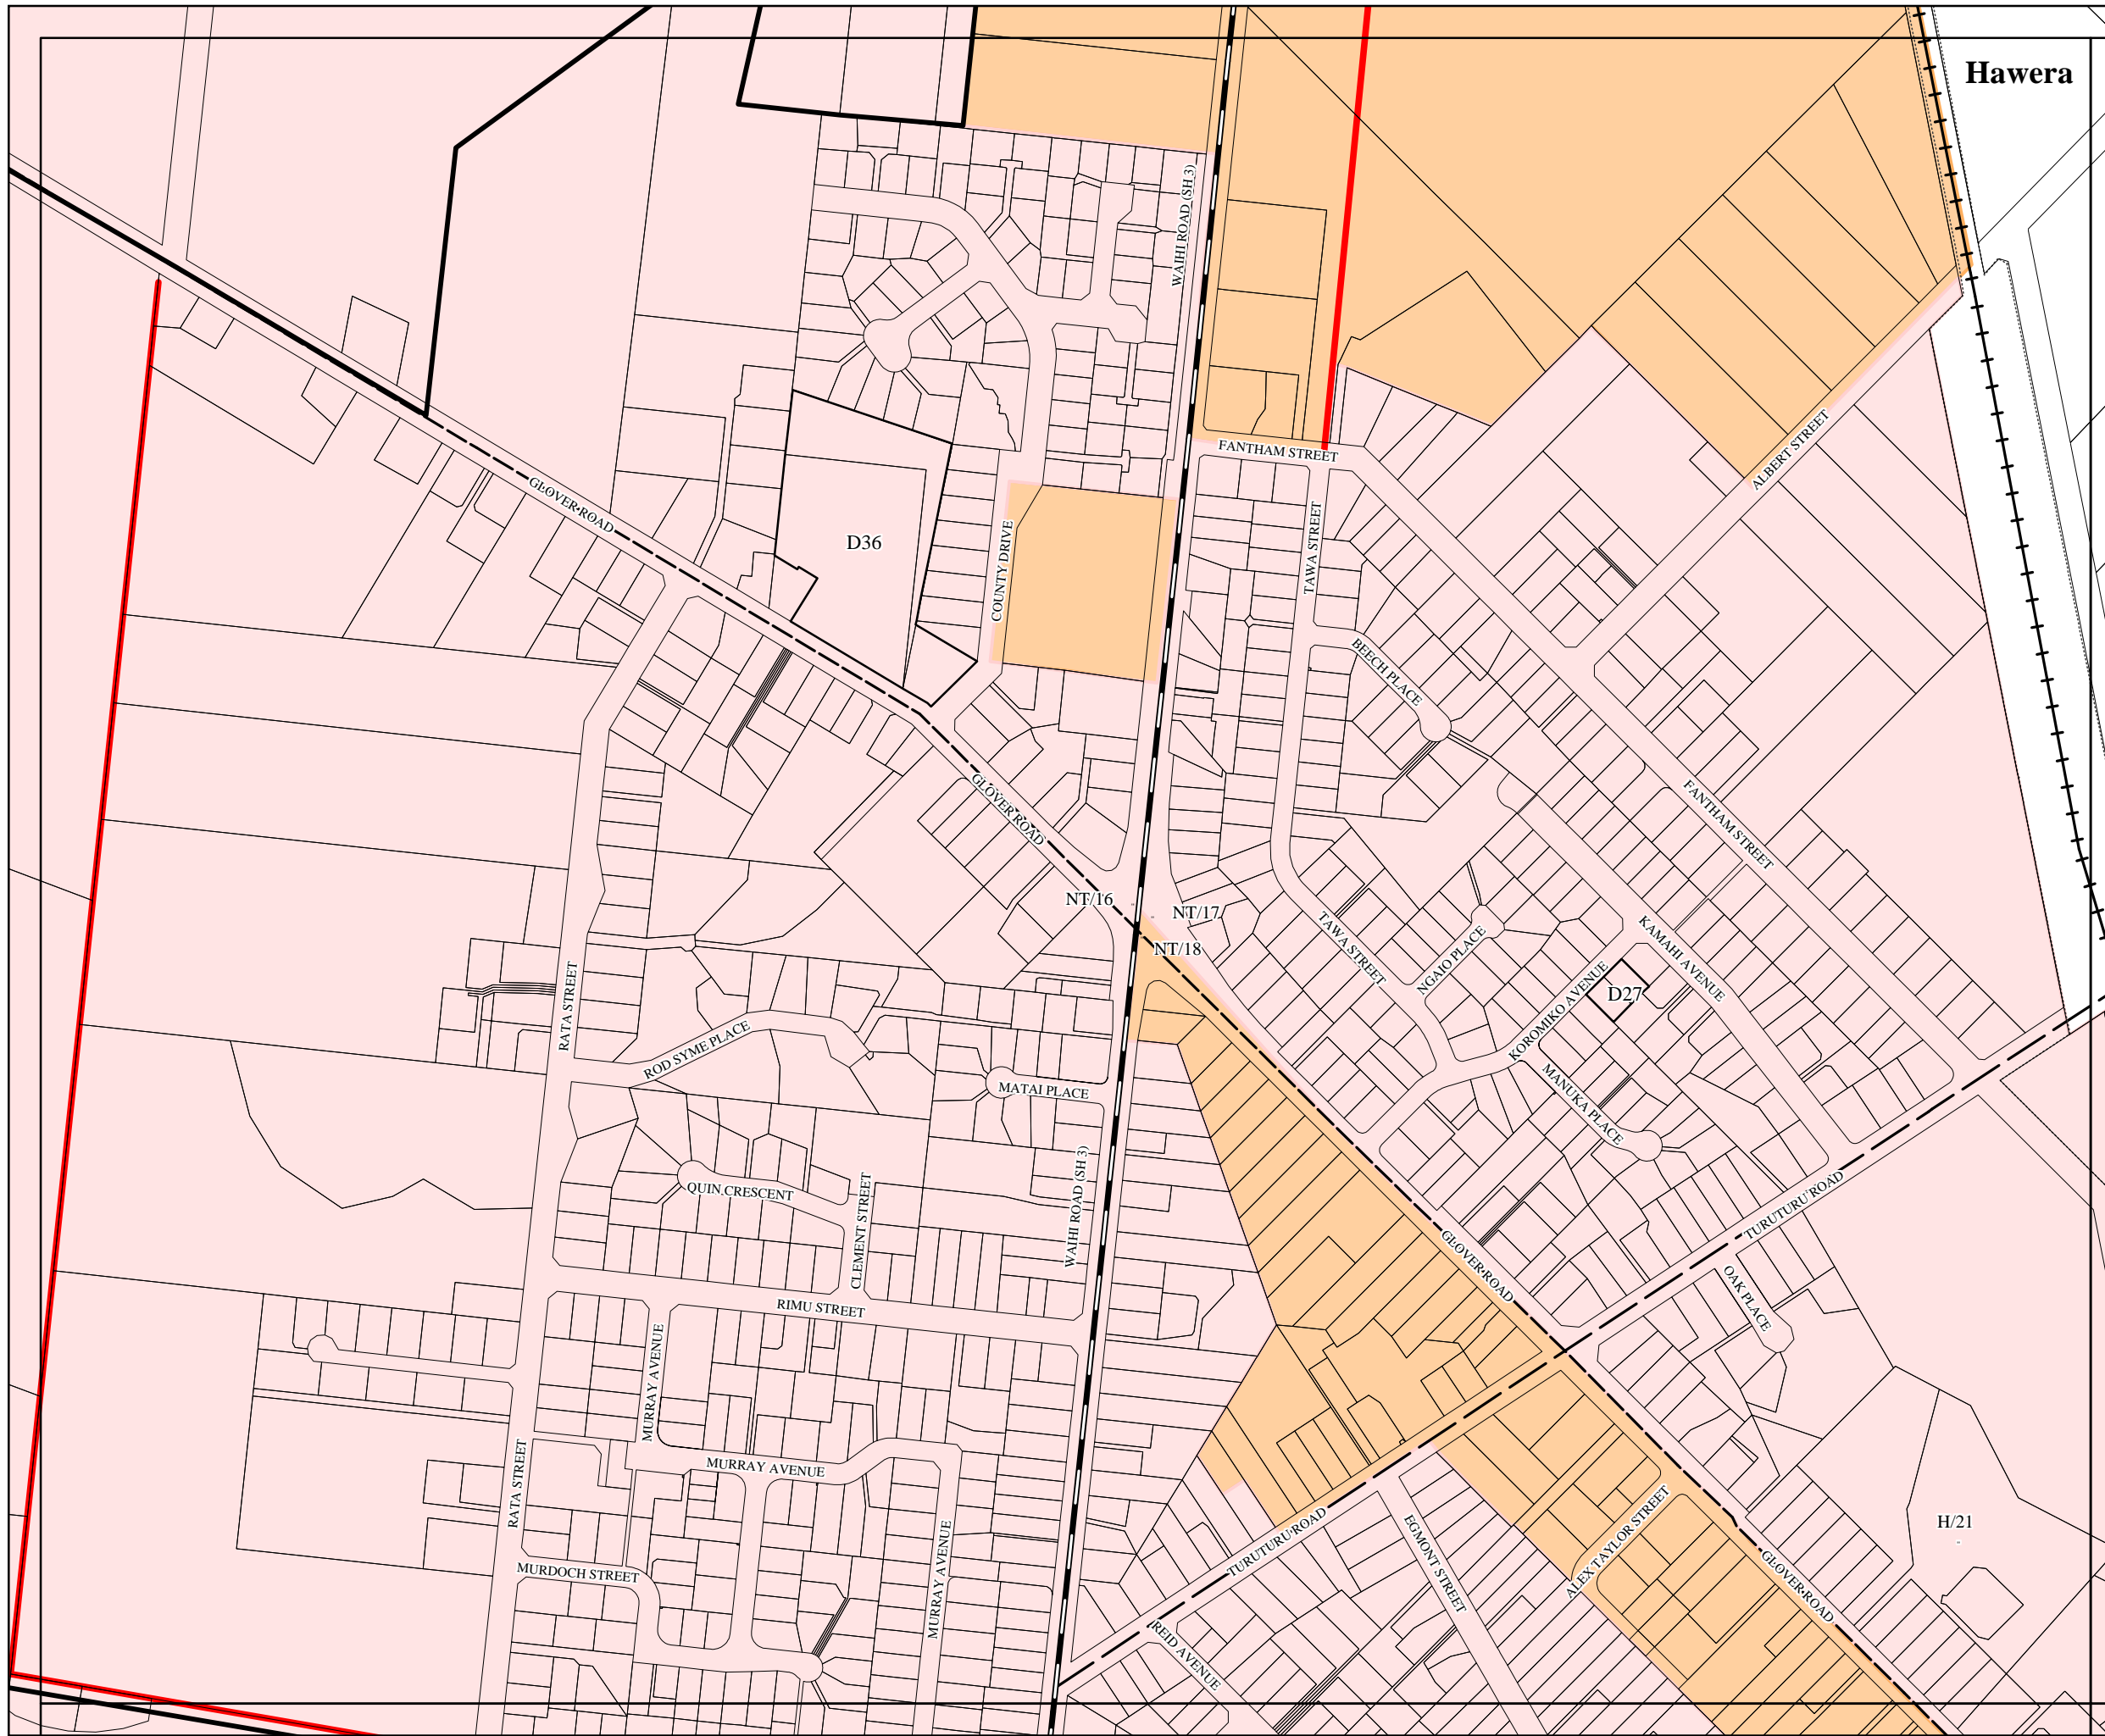 Hawera
WAIHI ROAD (SH 3)
FANTHAM STREET
ALBERT STREET
GLOVER ROAD
D36
COUNTY DRIVE
TAWA STREET
BEECH PLACE
GLOVER ROAD
FANTHAM STREET
NT/16
NT/17
NT/18
TAWA STREET
NGAIO PLACE
KAMAHI AVENUE
D27
KOROMIKO AVENUE
RATA STREET
ROD SYME PLACE
MATAI PLACE
MANUKA PLACE
QUIN CRESCENT
CLEMENT STREET
WAIHI ROAD (SH 3)
TURUTURU ROAD
GLOVER ROAD
OAK PLACE
RIMU STREET
MURRAY AVENUE
MURRAY AVENUE
RATA STREET
MURDOCH STREET
MURRAY AVENUE
TURUTURU ROAD
EGMONT STREET
ALEX TAYLOR STREET
H/21
GLOVER ROAD
REID AVENUE